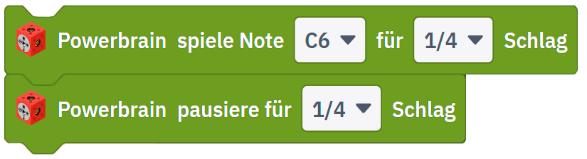 Powerbrain spiele Note C6 für 1/4 Schlag
Powerbrain pausiere für 1/4 Schlag